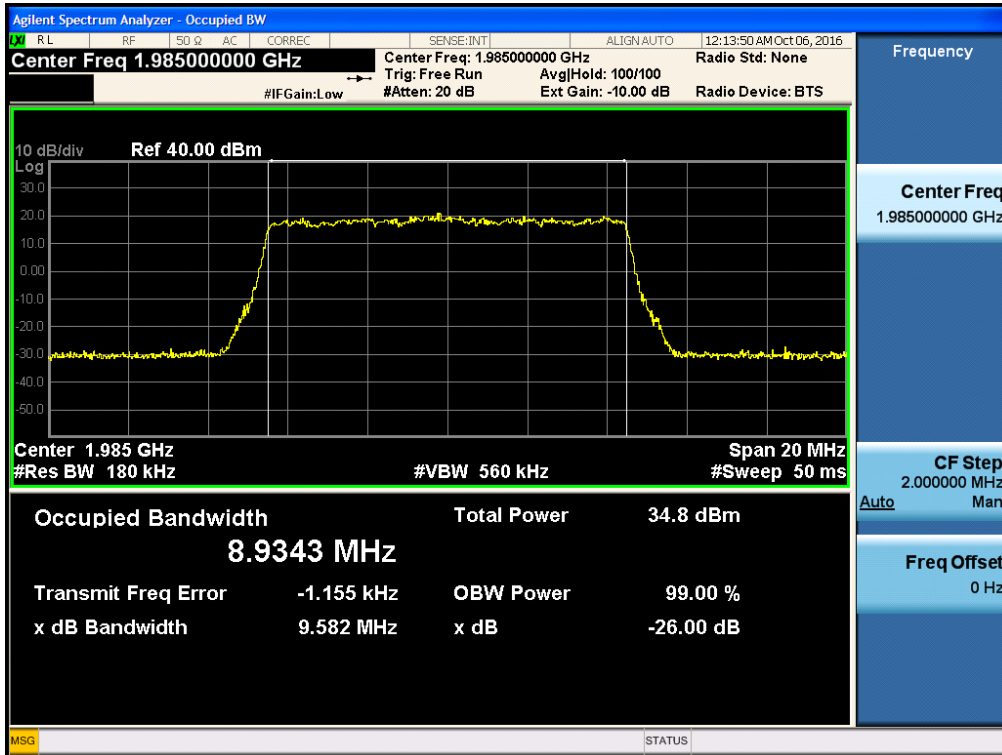 Agilent Spectrum Analyzer - Occupied BW
LXI RL RF 50 Ω AC CORREC SENSE:INT ALIGN AUTO 12:13:50 AM Oct 06, 2016
Center Freq 1.985000000 GHz
Center Freq: 1.985000000 GHz Radio Std: None
Trig: Free Run Avg|Hold: 100/100
#IFGain:Low #Atten: 20 dB Ext Gain: -10.00 dB Radio Device: BTS
Frequency
10 dB/div Ref 40.00 dBm
Log
30.0
20.0
10.0
0.00
-10.0
-20.0
-30.0
-40.0
-50.0
Center Freq
1.985000000 GHz
Center 1.985 GHz Span 20 MHz
#Res BW 180 kHz #VBW 560 kHz #Sweep 50 ms
CF Step
2.000000 MHz
Auto Man
Occupied Bandwidth Total Power 34.8 dBm
8.9343 MHz
Transmit Freq Error -1.155 kHz OBW Power 99.00 %
x dB Bandwidth 9.582 MHz x dB -26.00 dB
Freq Offset
0 Hz
MSG STATUS